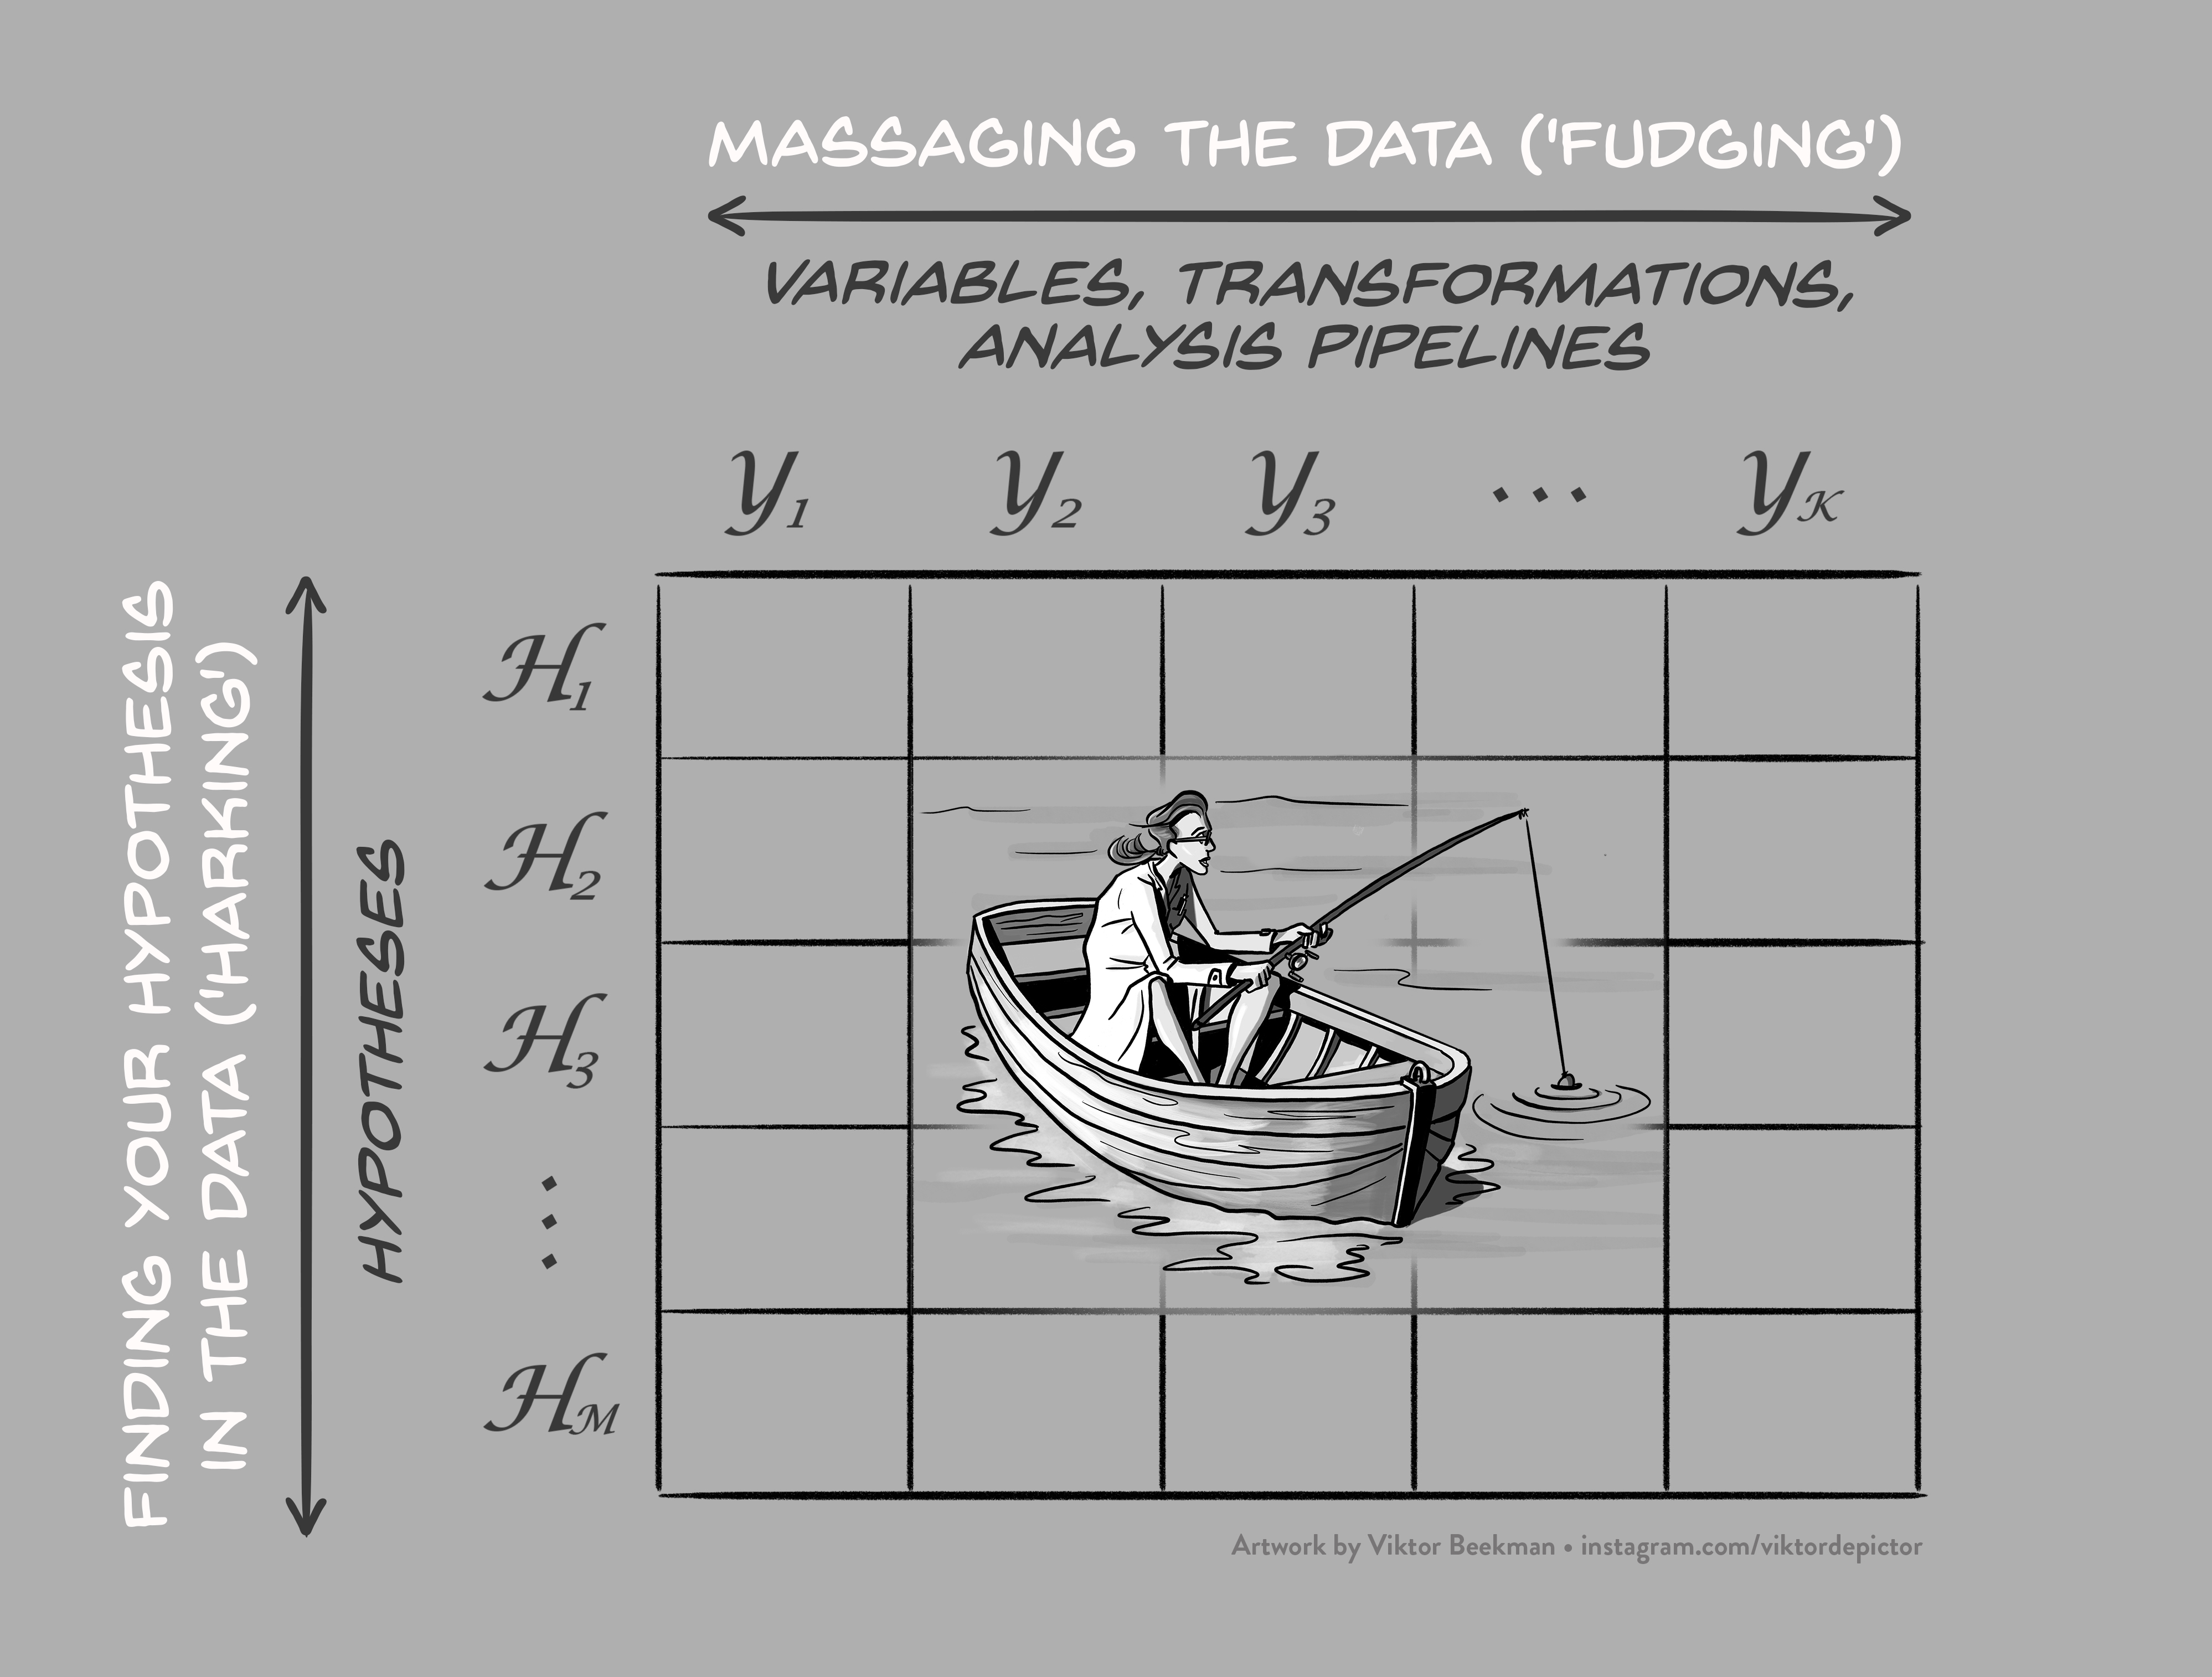 MASSAGING THE DATA ('FUDGING')
VARIABLES, TRANSFORMATIONS,
ANALYSIS PIPELINES
Y1 Y2 Y3 ... YK
FINDING YOUR HYPOTHESIS
IN THE DATA ('HARKING')
HYPOTHESES
H1
H2
H3
⋮
HM
Artwork by Viktor Beekman • instagram.com/viktordepictor